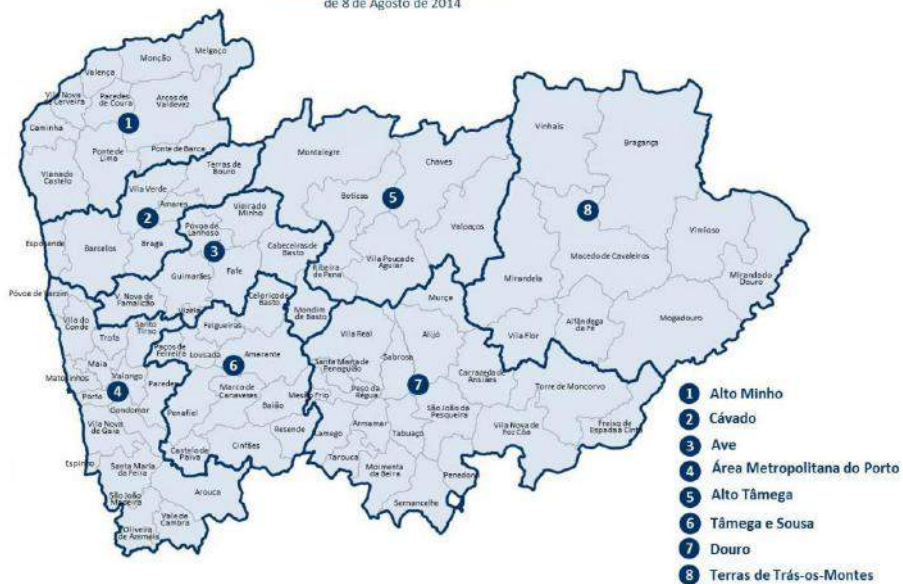 de 8 de Agosto de 2014
Melgaço
Monção
Valença
Vila Nova
de Cerveira
Paredes
de Coura
Arcos de
Valdevez
Caminha
1
Ponte de
Lima
Ponte de Barca
Viana do
Castelo
Terras de
Bouro
Vila Verde
Amares
2
Esposende
Barcelos
Braga
Vieira do
Minho
Póvoa de
Lanhoso
3
Cabeceiras de
Basto
Guimarães
Fafe
V. Nova de
Famalicão
Vizela
Montalegre
Chaves
Boticas
5
Valpaços
Vila Pouca de
Aguiar
Ribeira
de Pena
Vinhais
Bragança
8
Vimioso
Macedo de Cavaleiros
Mirandela
Miranda do
Douro
Mogadouro
Alfândega
da Fé
Vila Flor
Póvoa de Varzim
Vila do
Conde
Santo
Tirso
Trofa
Maia
Matosinhos
Valongo
Paredes
Porto
4
Gondomar
Vila Nova
de Gaia
Espinho
Santa Maria
da Feira
Arouca
São João
Madeira
Vale de
Cambra
Oliveira
de Azeméis
Celorico de
Basto
Mondim
de Basto
Felgueiras
Paços de
Ferreira
Lousada
Amarante
6
Marco de
Canaveses
Baião
Penafiel
Resende
Cinfães
Castelo de
Paiva
Murça
Vila Real
Alijó
Sabrosa
Santa Marta de
Penaguião
Mesão Frio
Peso da
Régua
7
Carrazeda de
Ansiães
Torre de Moncorvo
São João da
Pesqueira
Armamar
Tabuaço
Lamego
Vila Nova de
Foz Côa
Freixo de
Espada à Cinta
Tarouca
Moimenta
da Beira
Penedono
Sernancelhe
1 Alto Minho
2 Cávado
3 Ave
4 Área Metropolitana do Porto
5 Alto Tâmega
6 Tâmega e Sousa
7 Douro
8 Terras de Trás-os-Montes